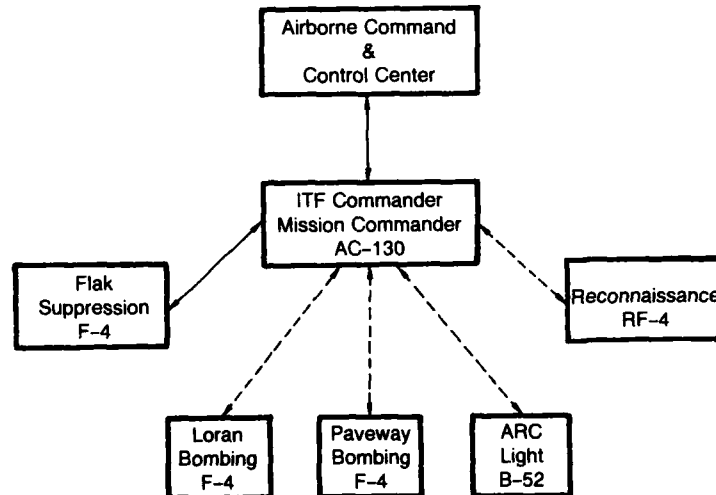 Airborne Command
&
Control Center
ITF Commander
Mission Commander
AC-130
Flak
Suppression
F-4
Reconnaissance
RF-4
Loran
Bombing
F-4
Paveway
Bombing
F-4
ARC
Light
B-52